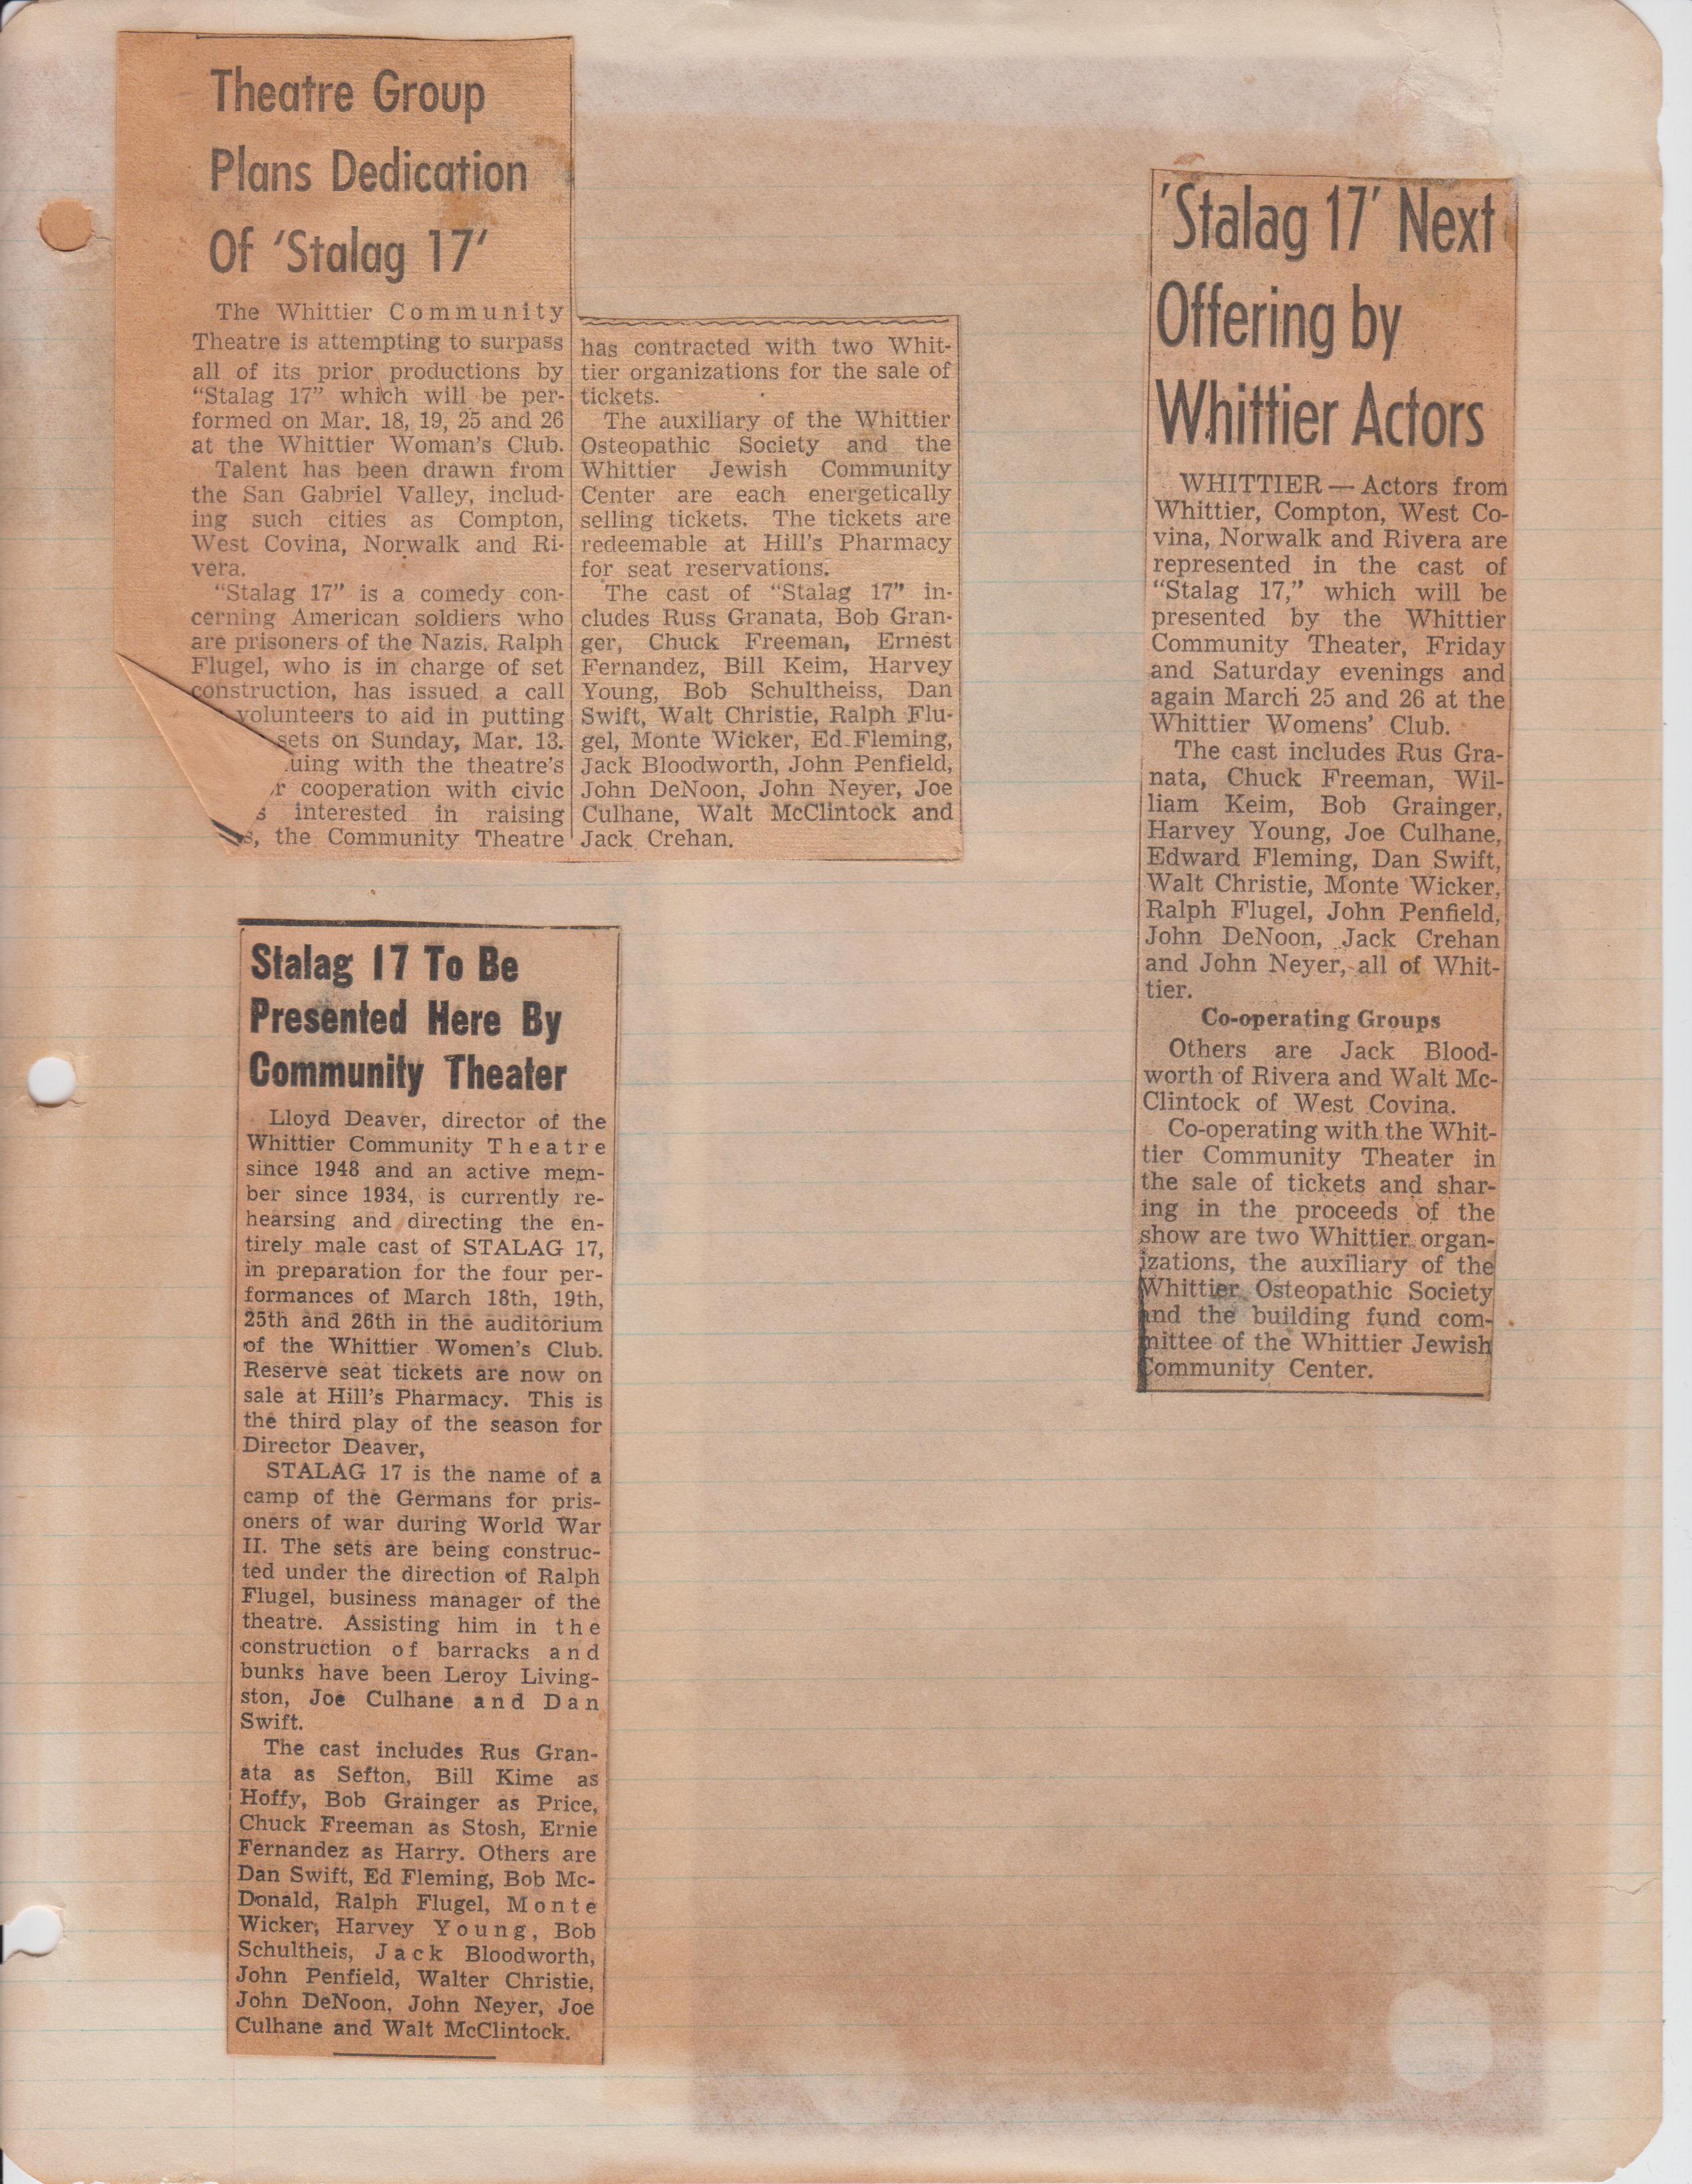 Theatre Group
Plans Dedication
Of 'Stalag 17'
The Whittier Community
Theatre is attempting to surpass
all of its prior productions by
"Stalag 17" which will be per-
formed on Mar. 18, 19, 25 and 26
at the Whittier Woman's Club.
Talent has been drawn from
the San Gabriel Valley, includ-
ing such cities as Compton,
West Covina, Norwalk and Ri-
vera.
"Stalag 17" is a comedy con-
cerning American soldiers who
are prisoners of the Nazis. Ralph
Flugel, who is in charge of set
construction, has issued a call
volunteers to aid in putting
sets on Sunday, Mar. 13.
uing with the theatre's
r cooperation with civic
s interested in raising
s, the Community Theatre
has contracted with two Whit-
tier organizations for the sale of
tickets.
The auxiliary of the Whittier
Osteopathic Society and the
Whittier Jewish Community
Center are each energetically
selling tickets. The tickets are
redeemable at Hill's Pharmacy
for seat reservations.
The cast of "Stalag 17" in-
cludes Russ Granata, Bob Gran-
ger, Chuck Freeman, Ernest
Fernandez, Bill Keim, Harvey
Young, Bob Schultheiss, Dan
Swift, Walt Christie, Ralph Flu-
gel, Monte Wicker, Ed Fleming,
Jack Bloodworth, John Penfield,
John DeNoon, John Neyer, Joe
Culhane, Walt McClintock and
Jack Crehan.
Stalag 17 To Be
Presented Here By
Community Theater
Lloyd Deaver, director of the
Whittier Community Theatre
since 1948 and an active mem-
ber since 1934, is currently re-
hearsing and directing the en-
tirely male cast of STALAG 17,
in preparation for the four per-
formances of March 18th, 19th,
25th and 26th in the auditorium
of the Whittier Women's Club.
Reserve seat tickets are now on
sale at Hill's Pharmacy. This is
the third play of the season for
Director Deaver,
STALAG 17 is the name of a
camp of the Germans for pris-
oners of war during World War
II. The sets are being construc-
ted under the direction of Ralph
Flugel, business manager of the
theatre. Assisting him in the
construction of barracks and
bunks have been Leroy Living-
ston, Joe Culhane and Dan
Swift.
The cast includes Rus Gran-
ata as Sefton, Bill Kime as
Hoffy, Bob Grainger as Price,
Chuck Freeman as Stosh, Ernie
Fernandez as Harry. Others are
Dan Swift, Ed Fleming, Bob Mc-
Donald, Ralph Flugel, Monte
Wicker, Harvey Young, Bob
Schultheis, Jack Bloodworth,
John Penfield, Walter Christie,
John DeNoon, John Neyer, Joe
Culhane and Walt McClintock.
'Stalag 17' Next
Offering by
Whittier Actors
WHITTIER — Actors from
Whittier, Compton, West Co-
vina, Norwalk and Rivera are
represented in the cast of
"Stalag 17," which will be
presented by the Whittier
Community Theater, Friday
and Saturday evenings and
again March 25 and 26 at the
Whittier Womens' Club.
The cast includes Rus Gra-
nata, Chuck Freeman, Wil-
liam Keim, Bob Grainger,
Harvey Young, Joe Culhane,
Edward Fleming, Dan Swift,
Walt Christie, Monte Wicker,
Ralph Flugel, John Penfield,
John DeNoon, Jack Crehan
and John Neyer, all of Whit-
tier.
Co-operating Groups
Others are Jack Blood-
worth of Rivera and Walt Mc-
Clintock of West Covina.
Co-operating with the Whit-
tier Community Theater in
the sale of tickets and shar-
ing in the proceeds of the
show are two Whittier organ-
izations, the auxiliary of the
Whittier Osteopathic Society
and the building fund com-
mittee of the Whittier Jewish
Community Center.